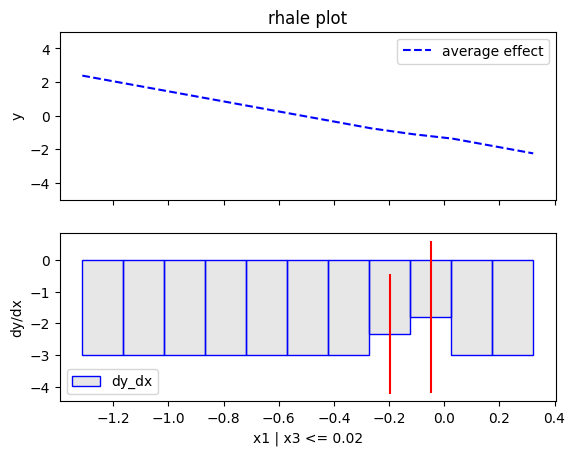 rhale plot
4
2
0
−2
−4
y
average effect
0
−1
−2
−3
−4
dy/dx
dy_dx
−1.2 −1.0 −0.8 −0.6 −0.4 −0.2 0.0 0.2 0.4
x1 | x3 <= 0.02